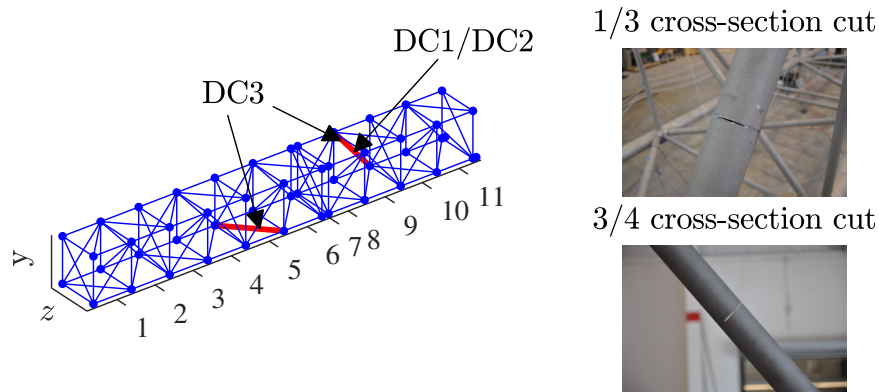 1/3 cross-section cut
DC1/DC2
DC3
3/4 cross-section cut
y
z
1
2
3
4
5
6
7
8
9
10
11